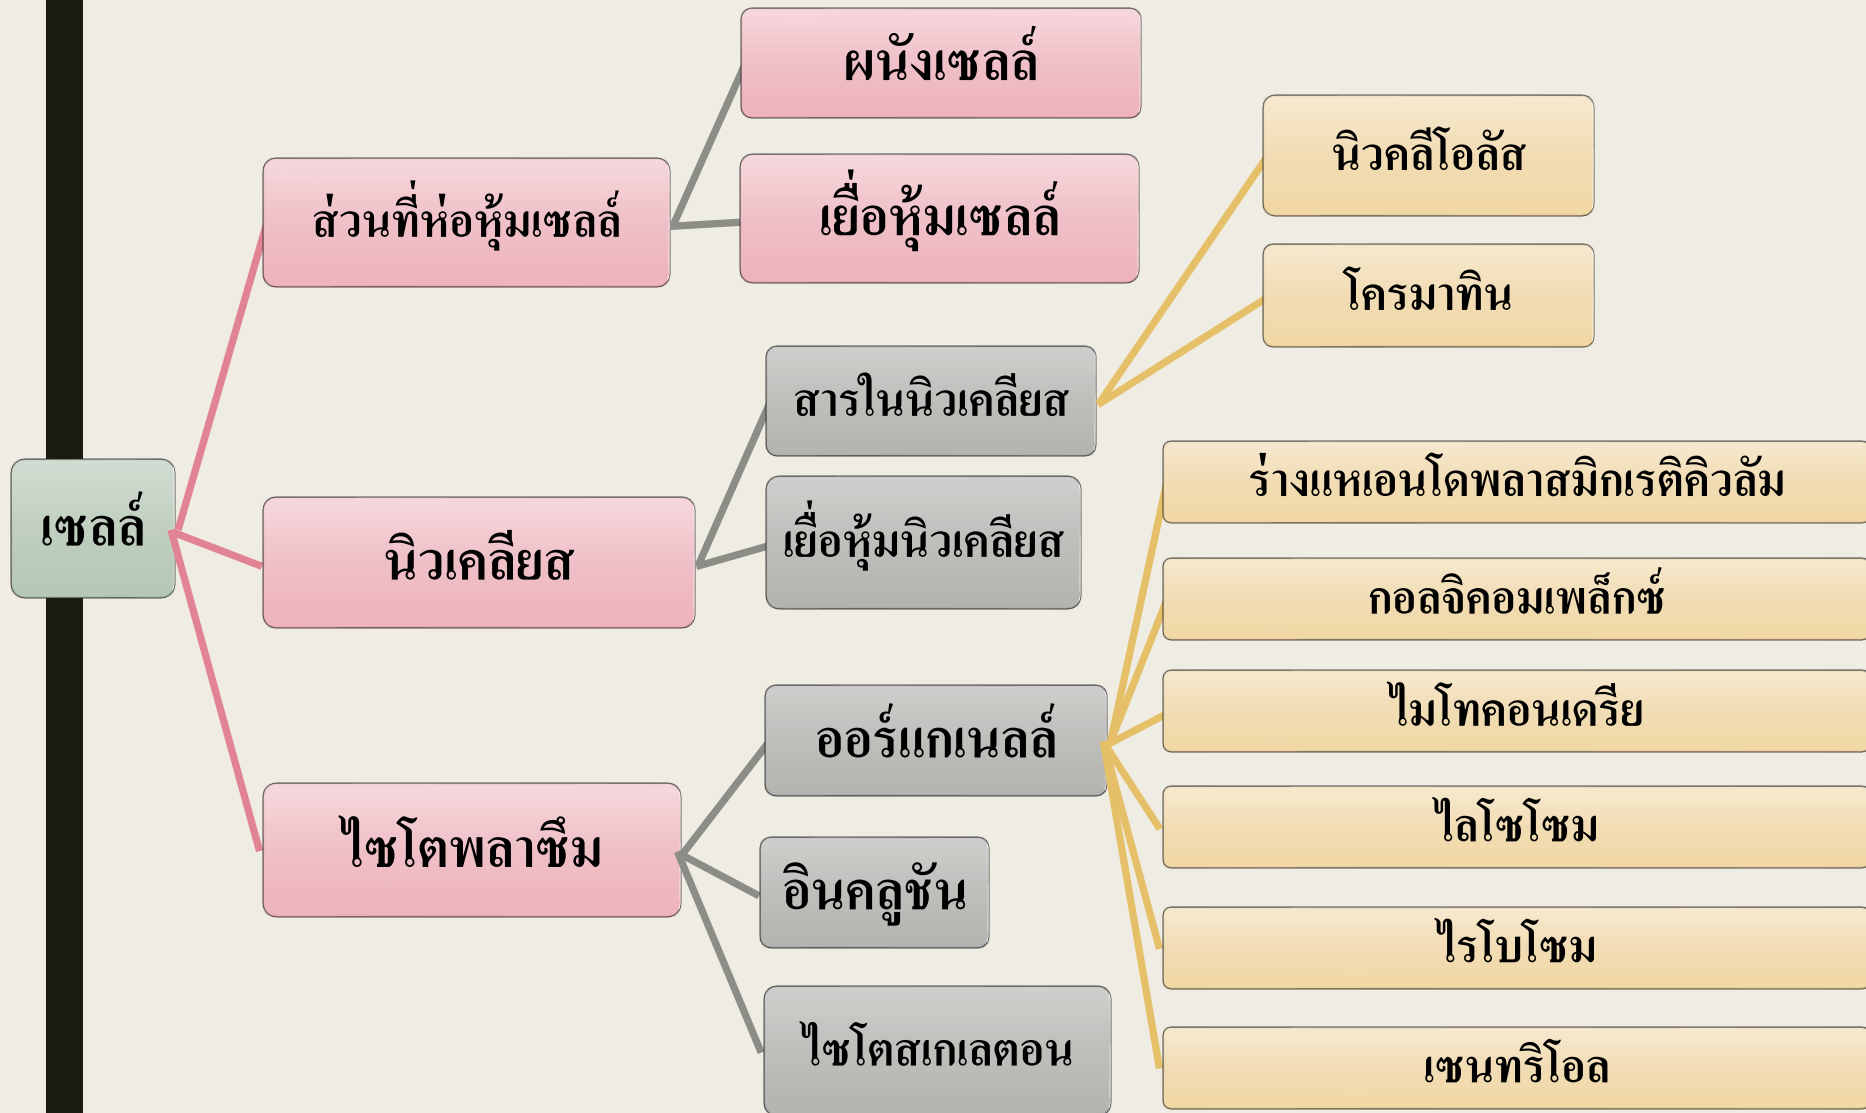 เซลล์
ส่วนที่ห่อหุ้มเซลล์
ผนังเซลล์
เยื่อหุ้มเซลล์
นิวเคลียส
สารในนิวเคลียส
นิวคลีโอลัส
โครมาทิน
เยื่อหุ้มนิวเคลียส
ไซโตพลาซึม
ออร์แกเนลล์
ร่างแหเอนโดพลาสมิกเรติคิวลัม
กอลจิคอมเพล็กซ์
ไมโทคอนเดรีย
ไลโซโซม
ไรโบโซม
เซนทริโอล
อินคลูชัน
ไซโตสเกเลตอน